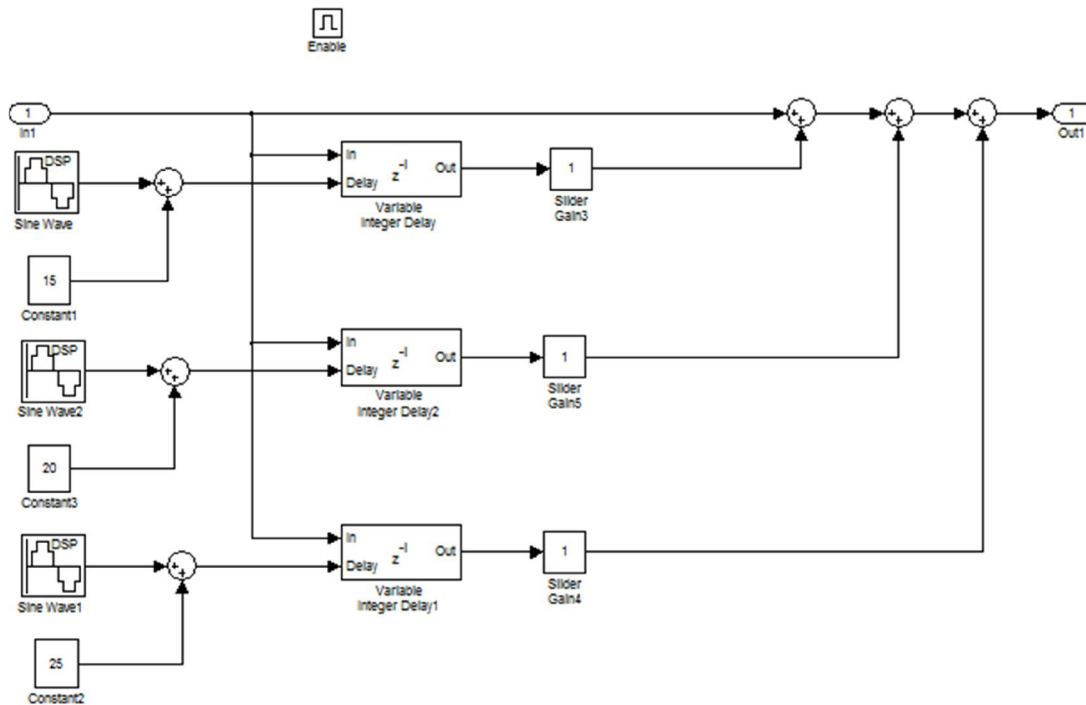 Enable
1
In1
1
Out1
DSP
Sine Wave
15
Constant1
In
Delay
z⁻ⁱ
Out
Variable
Integer Delay
1
Slider
Gain3
DSP
Sine Wave2
20
Constant3
In
Delay
z⁻ⁱ
Out
Variable
Integer Delay2
1
Slider
Gain5
DSP
Sine Wave1
25
Constant2
In
Delay
z⁻ⁱ
Out
Variable
Integer Delay1
1
Slider
Gain4